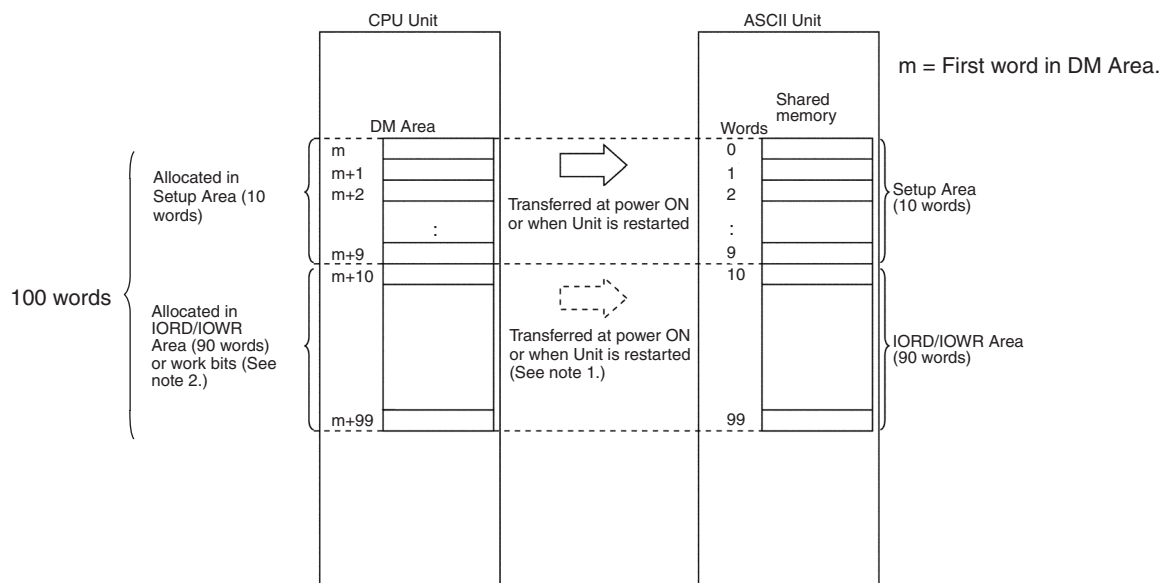 CPU Unit
ASCII Unit
m = First word in DM Area.
Shared
memory
DM Area
Words
m
m+1
m+2
:
m+9
m+10
m+99
Allocated in
Setup Area (10
words)
100 words
Allocated in
IORD/IOWR
Area (90 words)
or work bits (See
note 2.)
Transferred at power ON
or when Unit is restarted
Transferred at power ON
or when Unit is restarted
(See note 1.)
0
1
2
:
9
10
99
Setup Area
(10 words)
IORD/IOWR Area
(90 words)